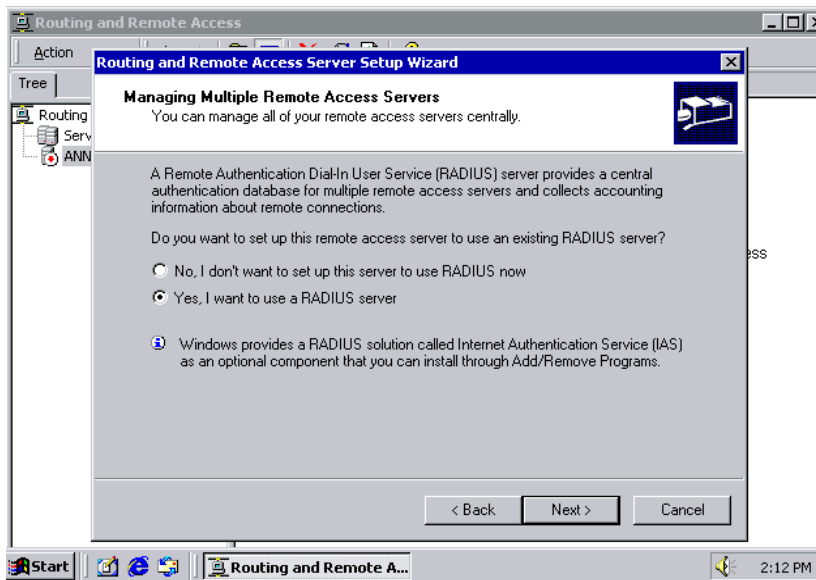 Routing and Remote Access
Action
Tree
Routing
Serv
ANN
Routing and Remote Access Server Setup Wizard
Managing Multiple Remote Access Servers
You can manage all of your remote access servers centrally.
A Remote Authentication Dial-In User Service (RADIUS) server provides a central
authentication database for multiple remote access servers and collects accounting
information about remote connections.
Do you want to set up this remote access server to use an existing RADIUS server?
No, I don't want to set up this server to use RADIUS now
Yes, I want to use a RADIUS server
Windows provides a RADIUS solution called Internet Authentication Service (IAS)
as an optional component that you can install through Add/Remove Programs.
ess
< Back
Next >
Cancel
Start
Routing and Remote A...
2:12 PM